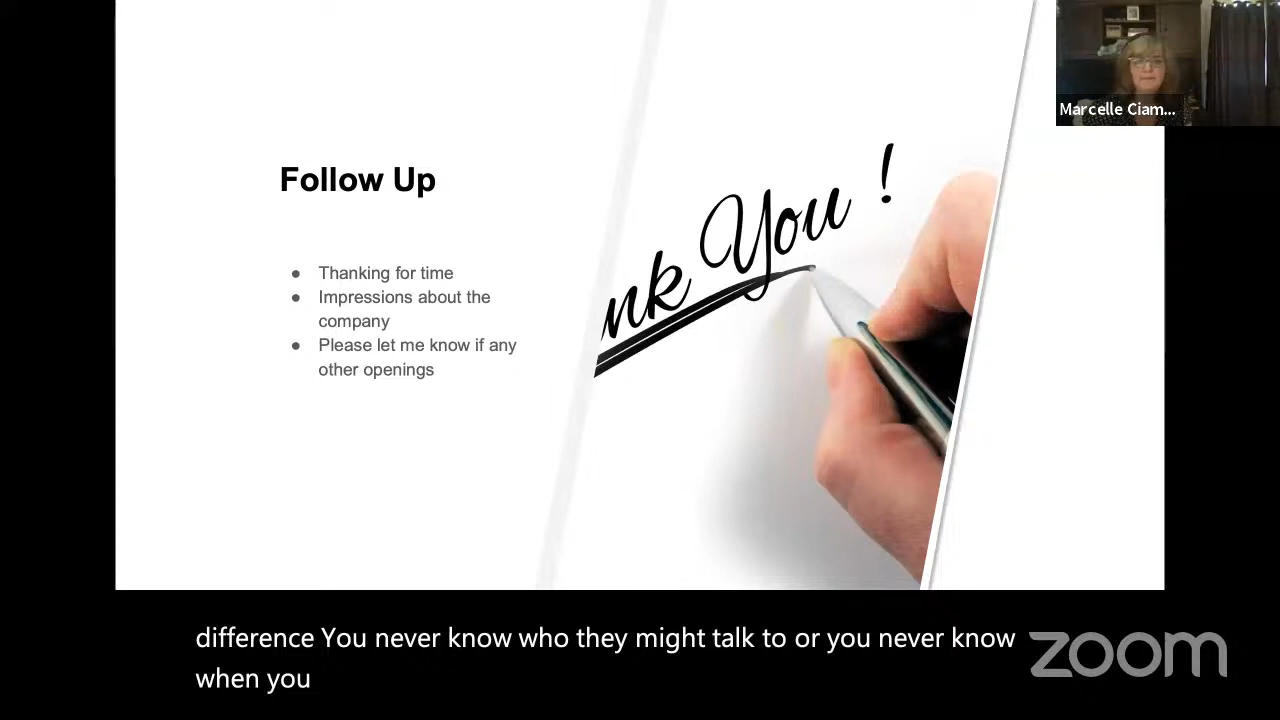 Marcelle Ciam...
Follow Up
nk You !
● Thanking for time
● Impressions about the
company
● Please let me know if any
other openings
difference You never know who they might talk to or you never know
when you
zoom